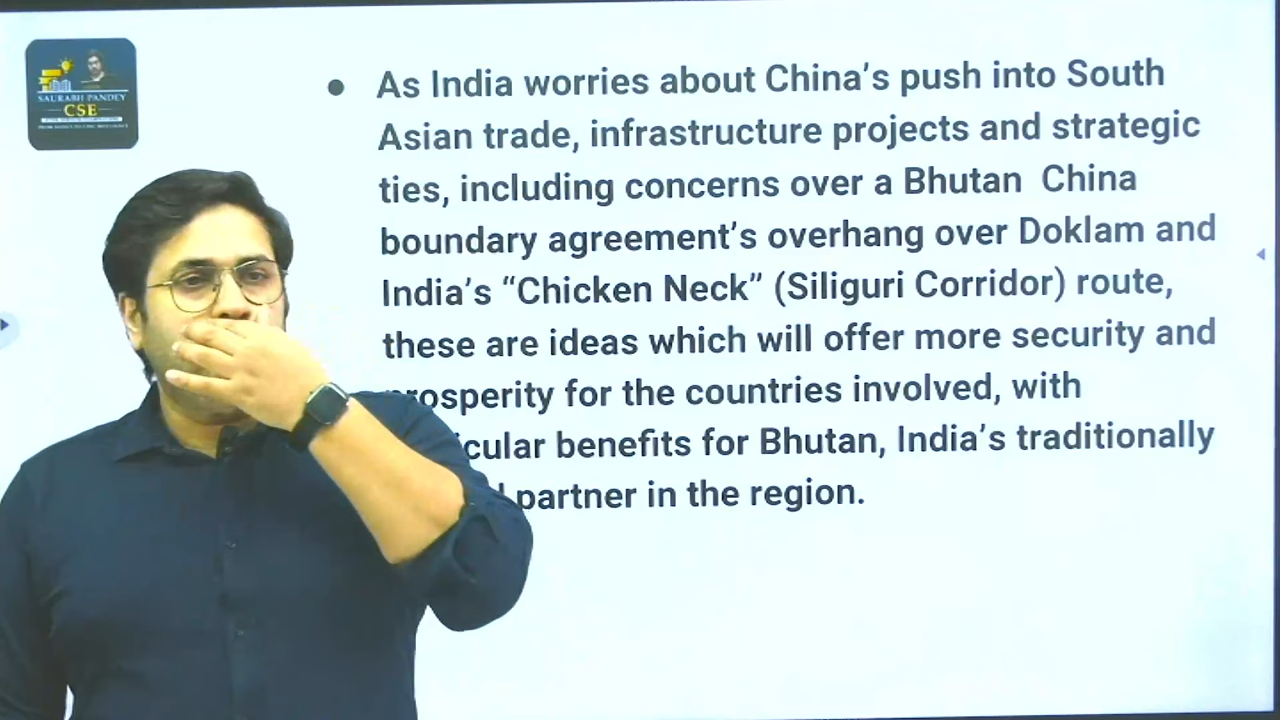 SAURABH PANDEY
CSE
As India worries about China’s push into South
Asian trade, infrastructure projects and strategic
ties, including concerns over a Bhutan China
boundary agreement’s overhang over Doklam and
India’s “Chicken Neck” (Siliguri Corridor) route,
these are ideas which will offer more security and
prosperity for the countries involved, with
icular benefits for Bhutan, India’s traditionally
partner in the region.